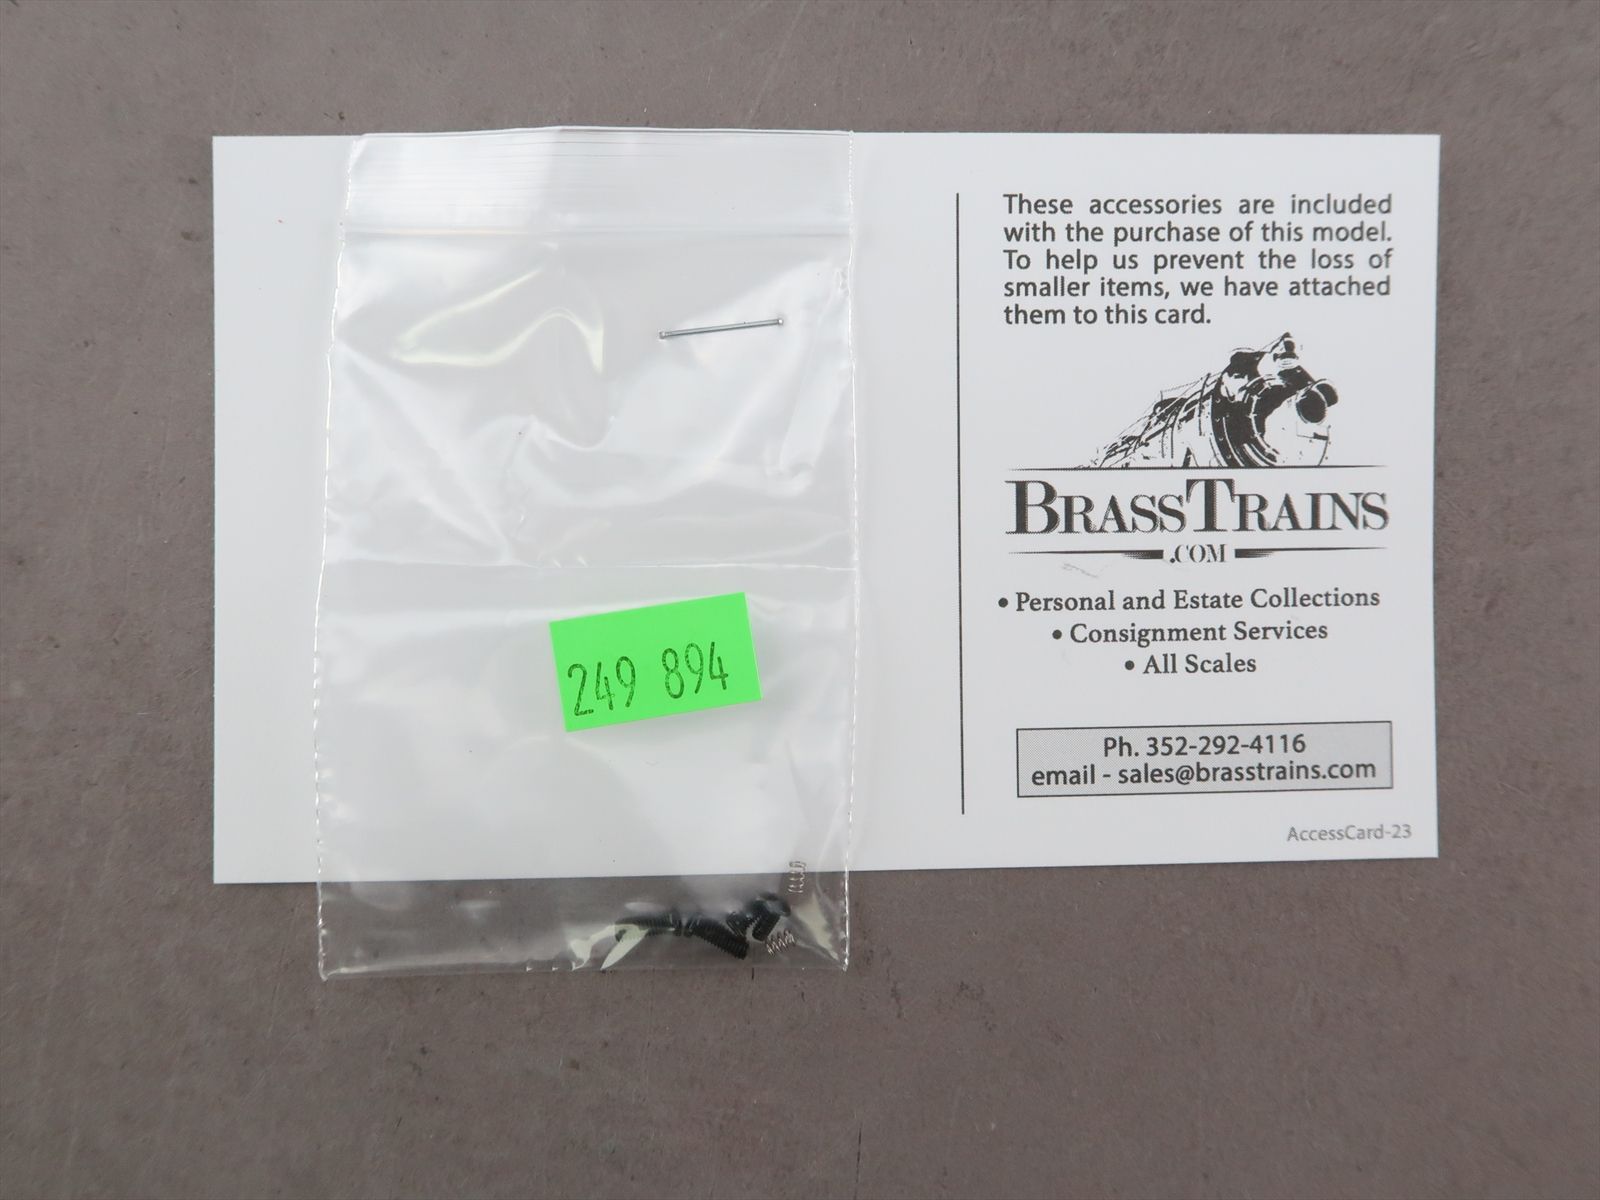 These accessories are included
with the purchase of this model.
To help us prevent the loss of
smaller items, we have attached
them to this card.
BRASSTRAINS
.COM
• Personal and Estate Collections
• Consignment Services
• All Scales
Ph. 352-292-4116
email - sales@brasstrains.com
AccessCard-23
249 894